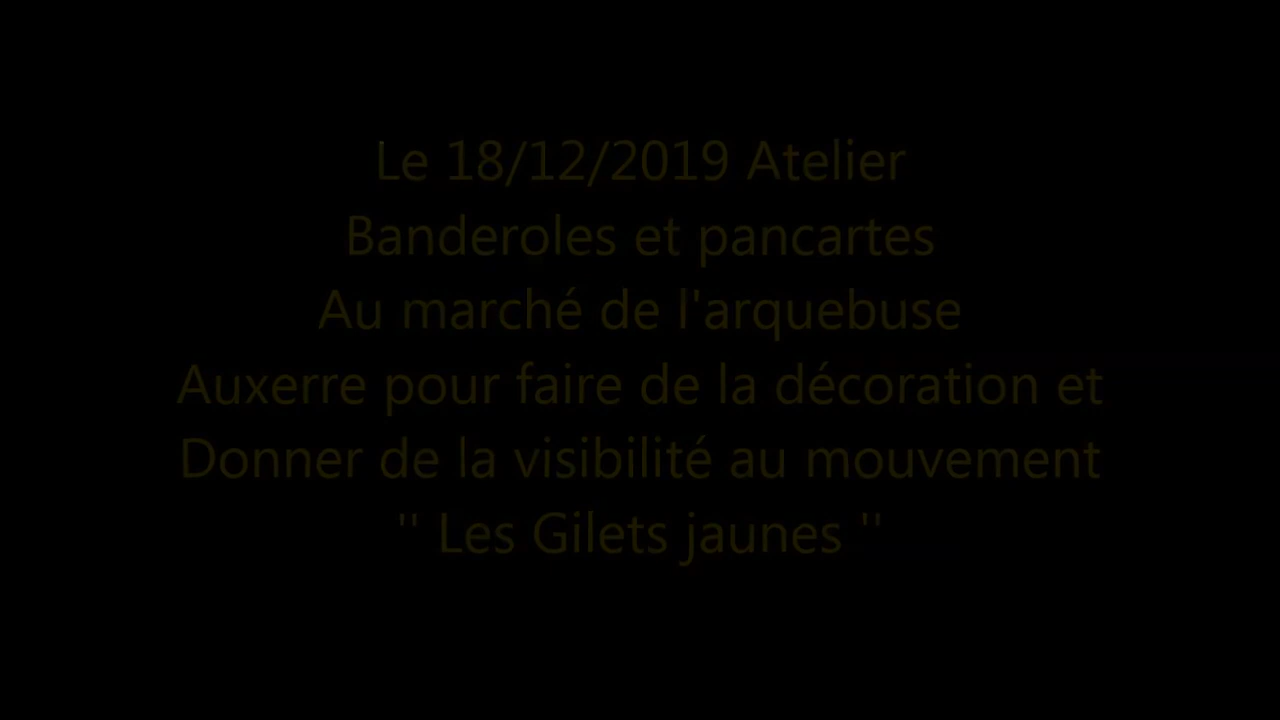 Le 18/12/2019 Atelier
Banderoles et pancartes
Au marché de l'arquebuse
Auxerre pour faire de la décoration et
Donner de la visibilité au mouvement
'' Les Gilets jaunes ''